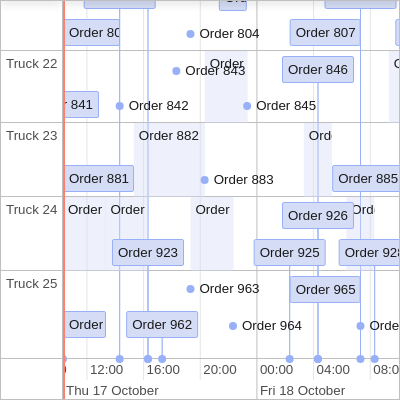 Order 80
Order 804
Order 807
Truck 22
Order
Order 843
Order 846
841
Order 842
Order 845
Truck 23
Order 882
Ord
Order 881
Order 883
Order 885
Truck 24
Order
Order
Order
Order 926
Ord
Order 923
Order 925
Order 928
Truck 25
Order 963
Order 965
Order
Order 962
Order 964
Orde
12:00
16:00
20:00
00:00
04:00
08:0
Thu 17 October
Fri 18 October